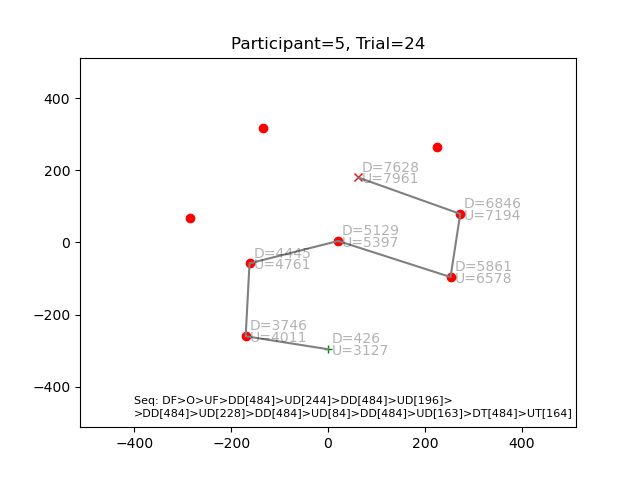 Participant=5, Trial=24
400
200
0
−200
−400
D=7628
U=7961
D=6846
U=7194
D=5129
U=5397
D=4445
U=4761
D=5861
U=6578
D=3746
U=4011
D=426
U=3127
Seq: DF>O>UF>DD[484]>UD[244]>DD[484]>UD[196]>
>DD[484]>UD[228]>DD[484]>UD[84]>DD[484]>UD[163]>DT[484]>UT[164]
−400 −200 0 200 400